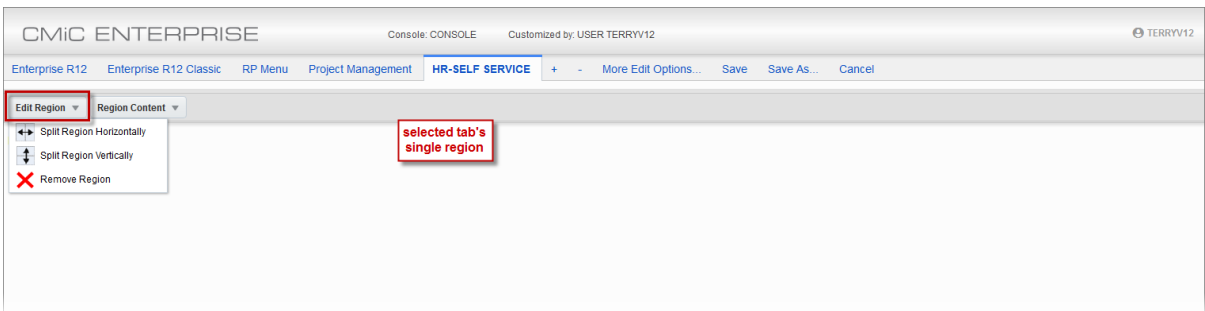 CMiC ENTERPRISE Console: CONSOLE Customized by: USER TERRYV12 TERRYV12
Enterprise R12 Enterprise R12 Classic RP Menu Project Management HR-SELF SERVICE + - More Edit Options... Save Save As... Cancel
Edit Region Region Content
Split Region Horizontally
Split Region Vertically
Remove Region
selected tab's
single region